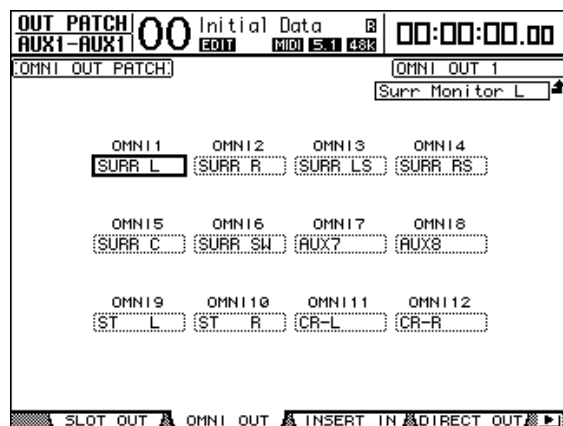 OUT PATCH 00 Initial Data R 00:00:00.00
AUX1-AUX1 EDIT MIDI 5.1 48k
OMNI OUT PATCH OMNI OUT 1
Surr Monitor L
OMNI1 OMNI2 OMNI3 OMNI4
SURR L SURR R SURR LS SURR RS
OMNI5 OMNI6 OMNI7 OMNI8
SURR C SURR SW AUX7 AUX8
OMNI9 OMNI10 OMNI11 OMNI12
ST L ST R CR-L CR-R
SLOT OUT OMNI OUT INSERT IN DIRECT OUT